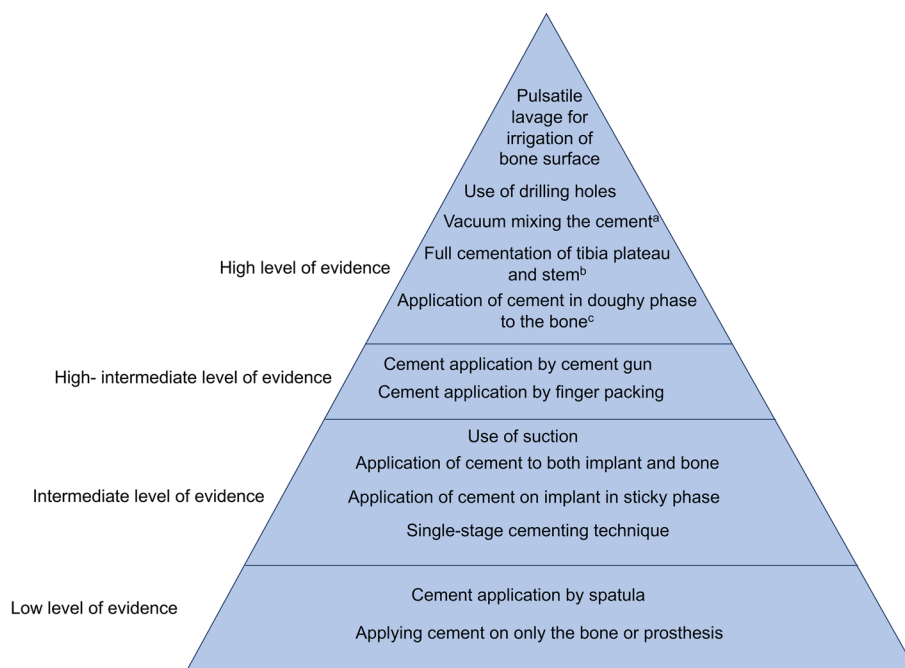 Pulsatile
lavage for
irrigation of
bone surface
Use of drilling holes
Vacuum mixing the cementᵃ
High level of evidence
Full cementation of tibia plateau
and stemᵇ
Application of cement in doughy phase
to the boneᶜ
High- intermediate level of evidence
Cement application by cement gun
Cement application by finger packing
Intermediate level of evidence
Use of suction
Application of cement to both implant and bone
Application of cement on implant in sticky phase
Single-stage cementing technique
Low level of evidence
Cement application by spatula
Applying cement on only the bone or prosthesis